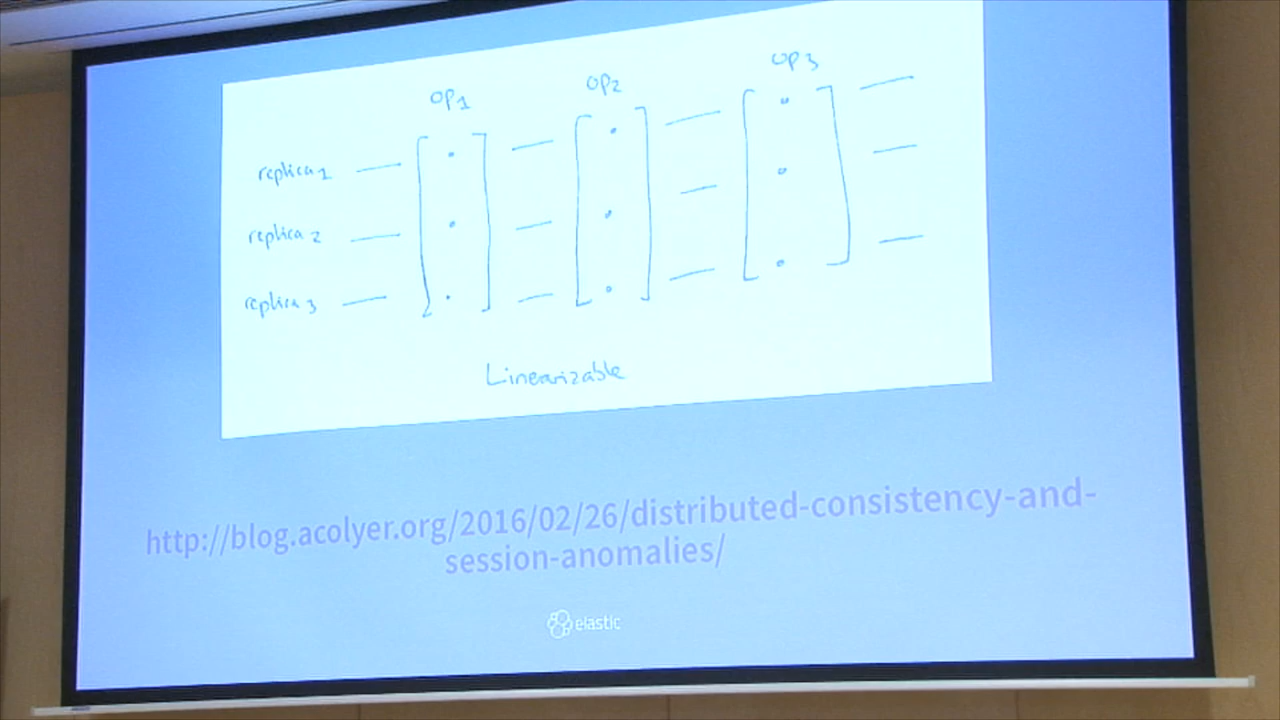 op1 op2 op3
replica1
replica2
replica3
Linearizable
http://blog.acolyer.org/2016/02/26/distributed-consistency-and-
session-anomalies/
elastic